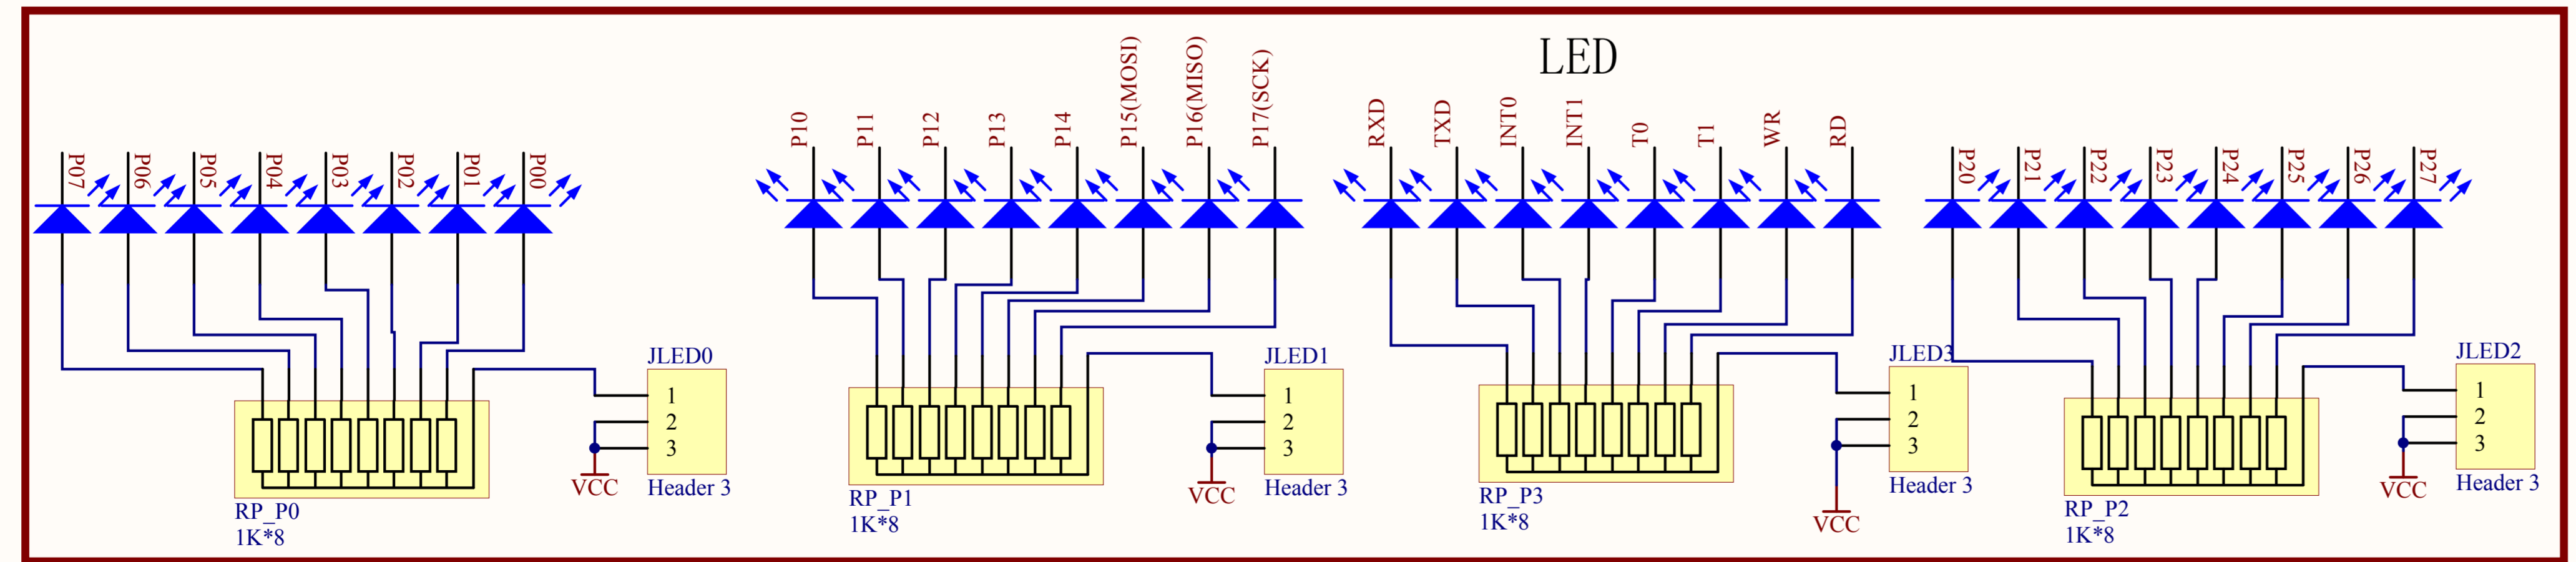 LED
P07
P06
P05
P04
P03
P02
P01
P00
JLED0
1
2
3
VCC
Header 3
RP_P0
1K*8
P10
P11
P12
P13
P14
P15(MOSI)
P16(MISO)
P17(SCK)
JLED1
1
2
3
VCC
Header 3
RP_P1
1K*8
RXD
TXD
INT0
INT1
T0
T1
WR
RD
JLED3
1
2
3
VCC
Header 3
RP_P3
1K*8
P20
P21
P22
P23
P24
P25
P26
P27
JLED2
1
2
3
VCC
Header 3
RP_P2
1K*8